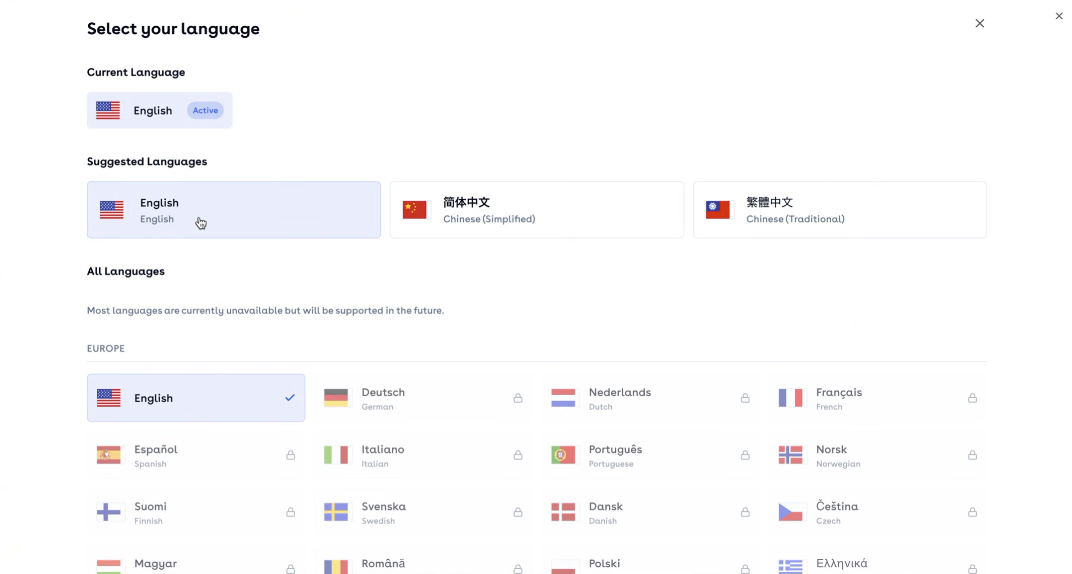 Select your language
Current Language
English Active
Suggested Languages
English
English
简体中文
Chinese (Simplified)
繁體中文
Chinese (Traditional)
All Languages
Most languages are currently unavailable but will be supported in the future.
EUROPE
English
Deutsch
German
Nederlands
Dutch
Français
French
Español
Spanish
Italiano
Italian
Português
Portuguese
Norsk
Norwegian
Suomi
Finnish
Svenska
Swedish
Dansk
Danish
Čeština
Czech
Magyar
Română
Polski
Ελληνικά